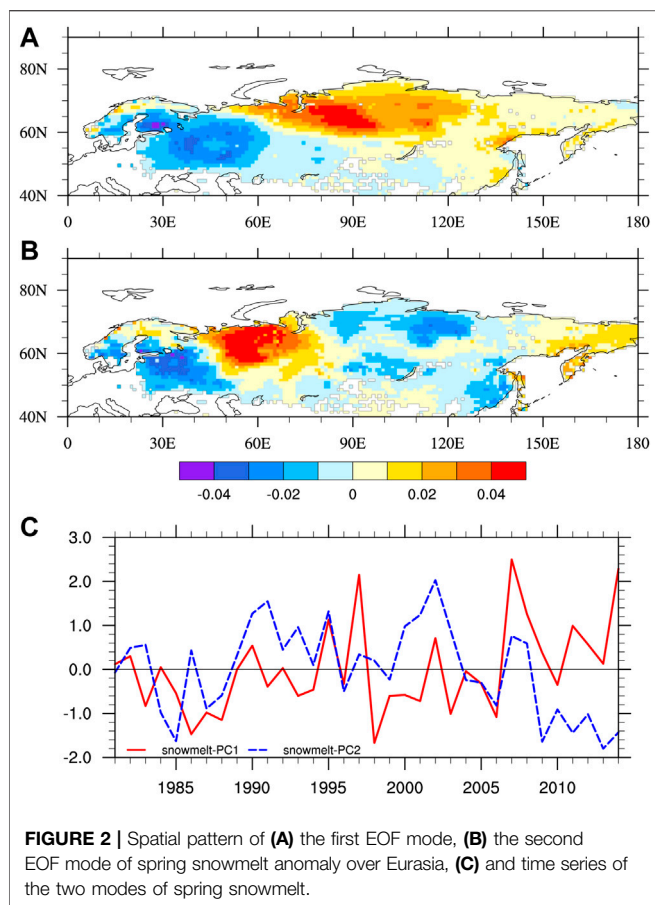 A
80N
60N
40N
0 30E 60E 90E 120E 150E 180
B
80N
60N
40N
0 30E 60E 90E 120E 150E 180
-0.04 -0.02 0 0.02 0.04
C
3.0
2.0
1.0
0.0
-1.0
-2.0
snowmelt-PC1 snowmelt-PC2
1985 1990 1995 2000 2005 2010
FIGURE 2 | Spatial pattern of (A) the first EOF mode, (B) the second
EOF mode of spring snowmelt anomaly over Eurasia, (C) and time series of
the two modes of spring snowmelt.